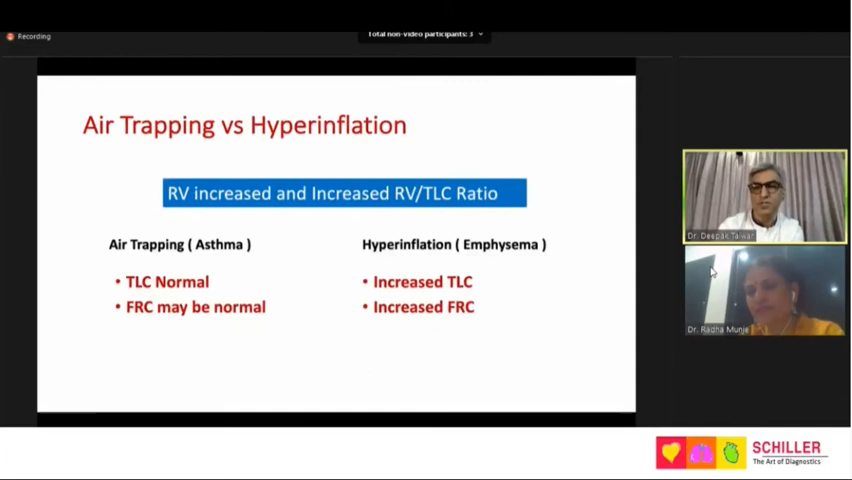 Recording
Total non-video participants: 3
Air Trapping vs Hyperinflation
RV increased and Increased RV/TLC Ratio
Air Trapping ( Asthma )
• TLC Normal
• FRC may be normal
Hyperinflation ( Emphysema )
• Increased TLC
• Increased FRC
Dr. Deepak Talwar
Dr. Radha Munje
SCHILLER
The Art of Diagnostics